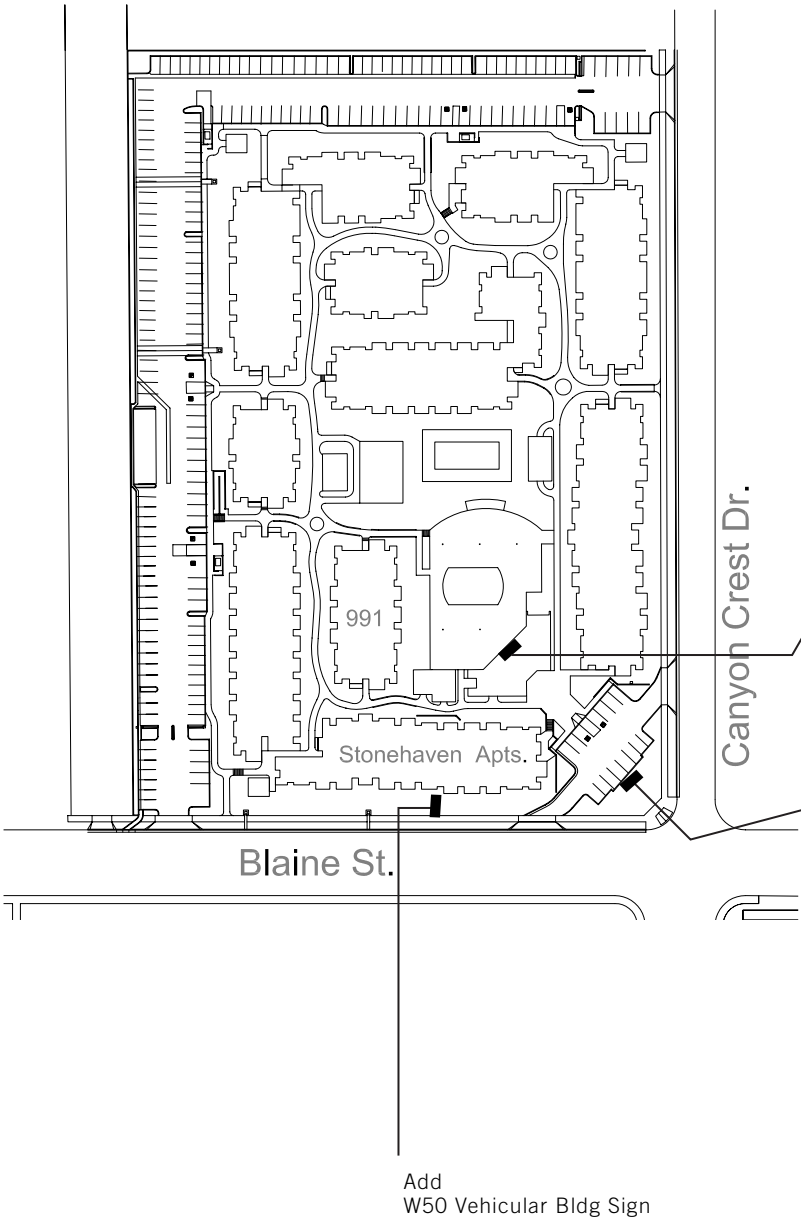 Canyon Crest Dr.
991
Stonehaven Apts.
Blaine St.
Add
W50 Vehicular Bldg Sign